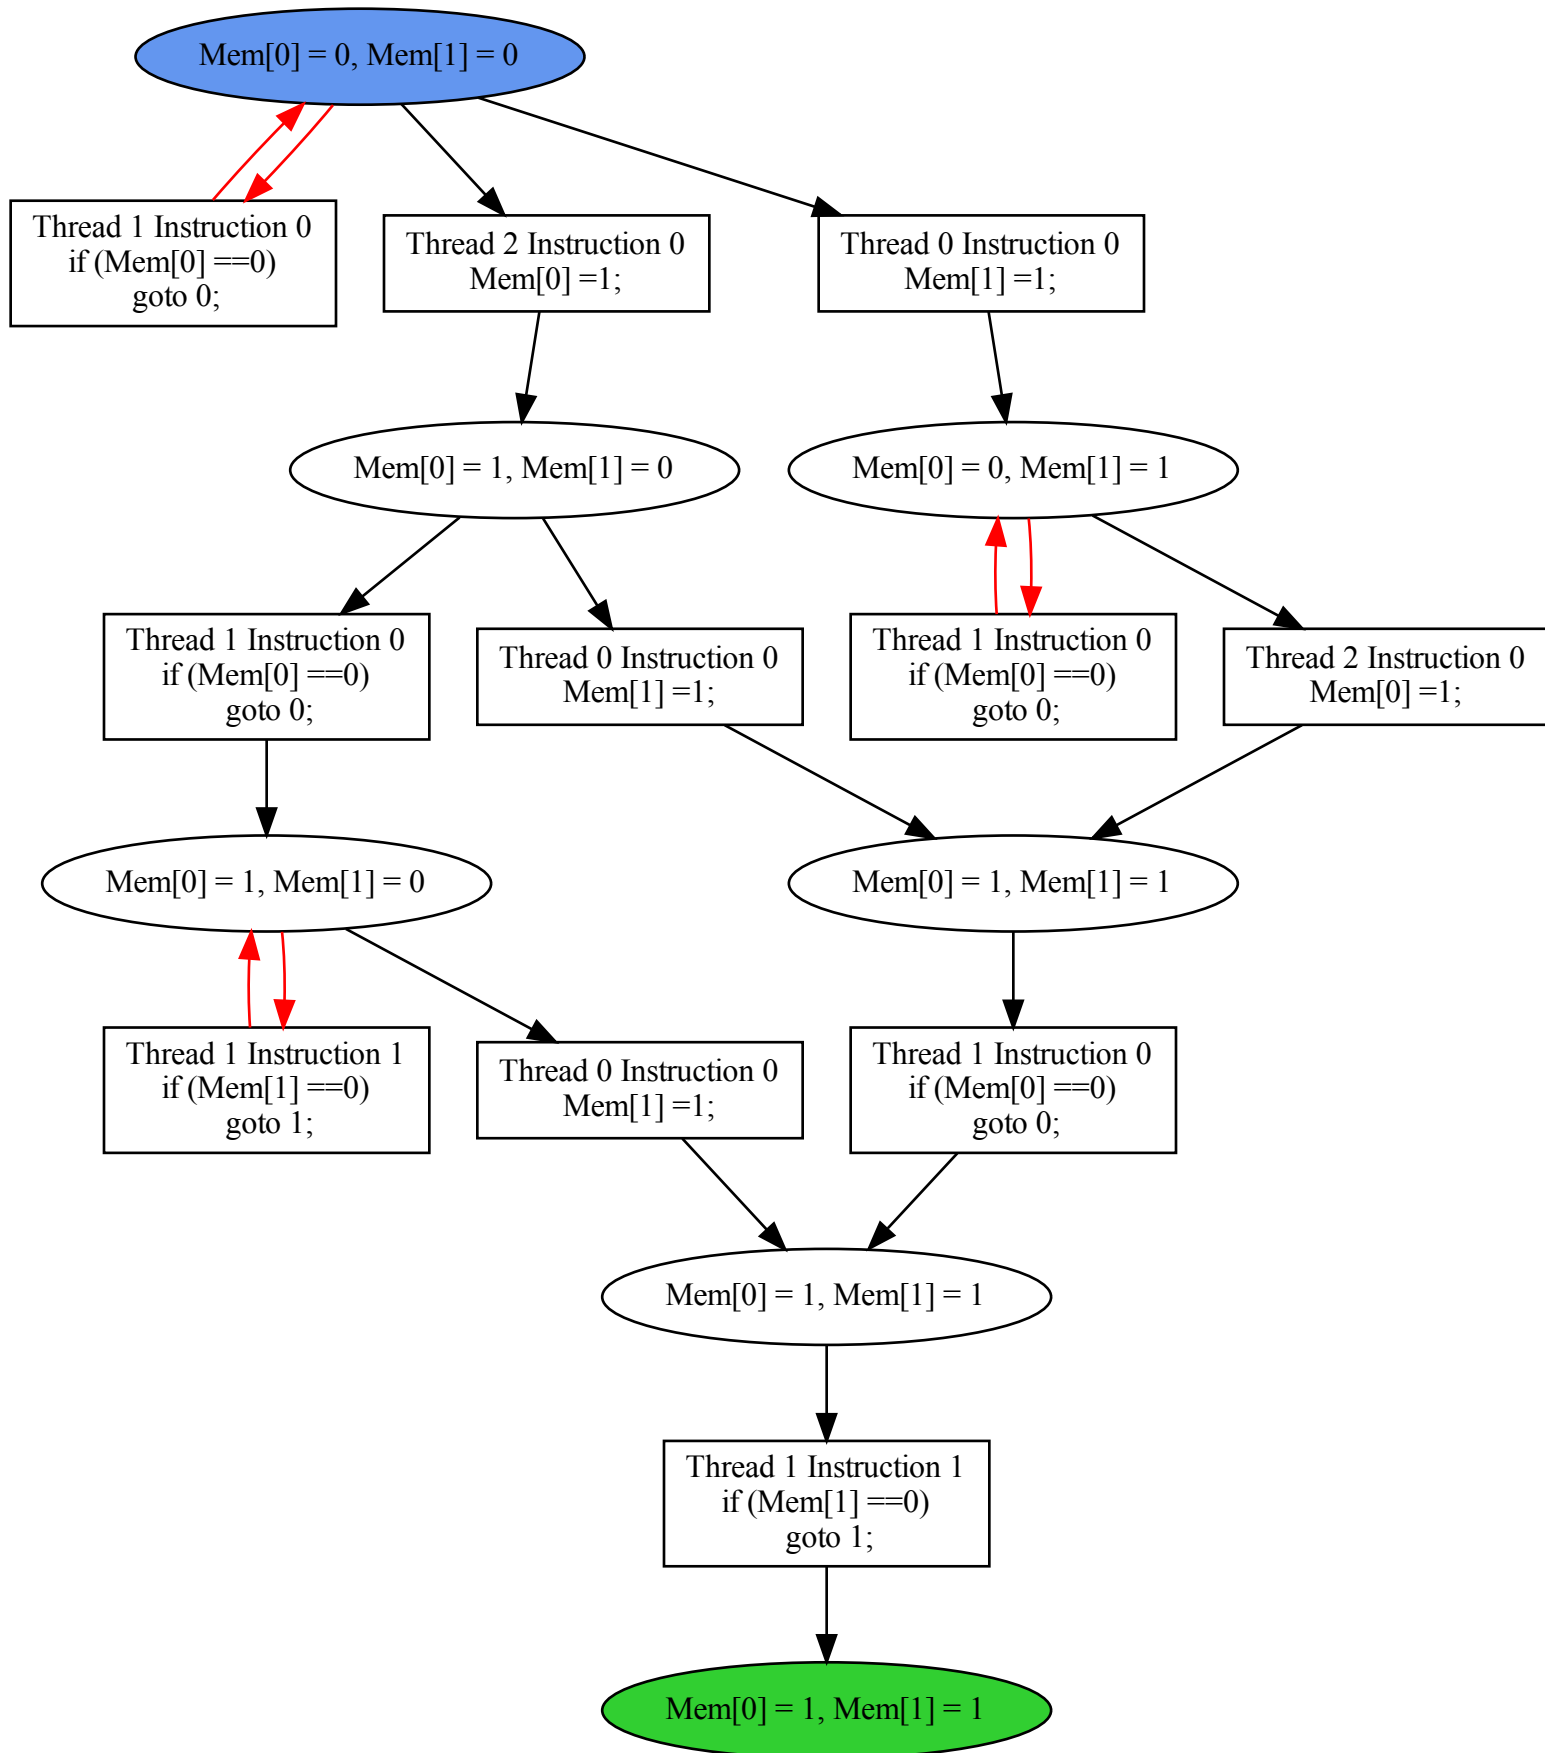 Mem[0] = 0, Mem[1] = 0
Thread 1 Instruction 0
if (Mem[0] ==0)
goto 0;
Thread 2 Instruction 0
Mem[0] =1;
Thread 0 Instruction 0
Mem[1] =1;
Mem[0] = 1, Mem[1] = 0
Mem[0] = 0, Mem[1] = 1
Thread 1 Instruction 0
if (Mem[0] ==0)
goto 0;
Thread 0 Instruction 0
Mem[1] =1;
Thread 1 Instruction 0
if (Mem[0] ==0)
goto 0;
Thread 2 Instruction 0
Mem[0] =1;
Mem[0] = 1, Mem[1] = 0
Mem[0] = 1, Mem[1] = 1
Thread 1 Instruction 1
if (Mem[1] ==0)
goto 1;
Thread 0 Instruction 0
Mem[1] =1;
Thread 1 Instruction 0
if (Mem[0] ==0)
goto 0;
Mem[0] = 1, Mem[1] = 1
Thread 1 Instruction 1
if (Mem[1] ==0)
goto 1;
Mem[0] = 1, Mem[1] = 1